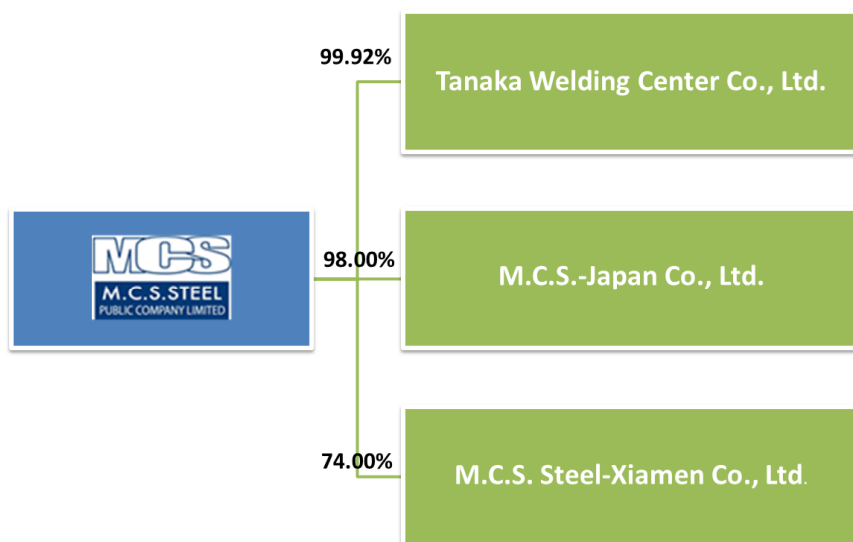 99.92%
Tanaka Welding Center Co., Ltd.
MCS
M.C.S.STEEL
PUBLIC COMPANY LIMITED
98.00%
M.C.S.-Japan Co., Ltd.
74.00%
M.C.S. Steel-Xiamen Co., Ltd.